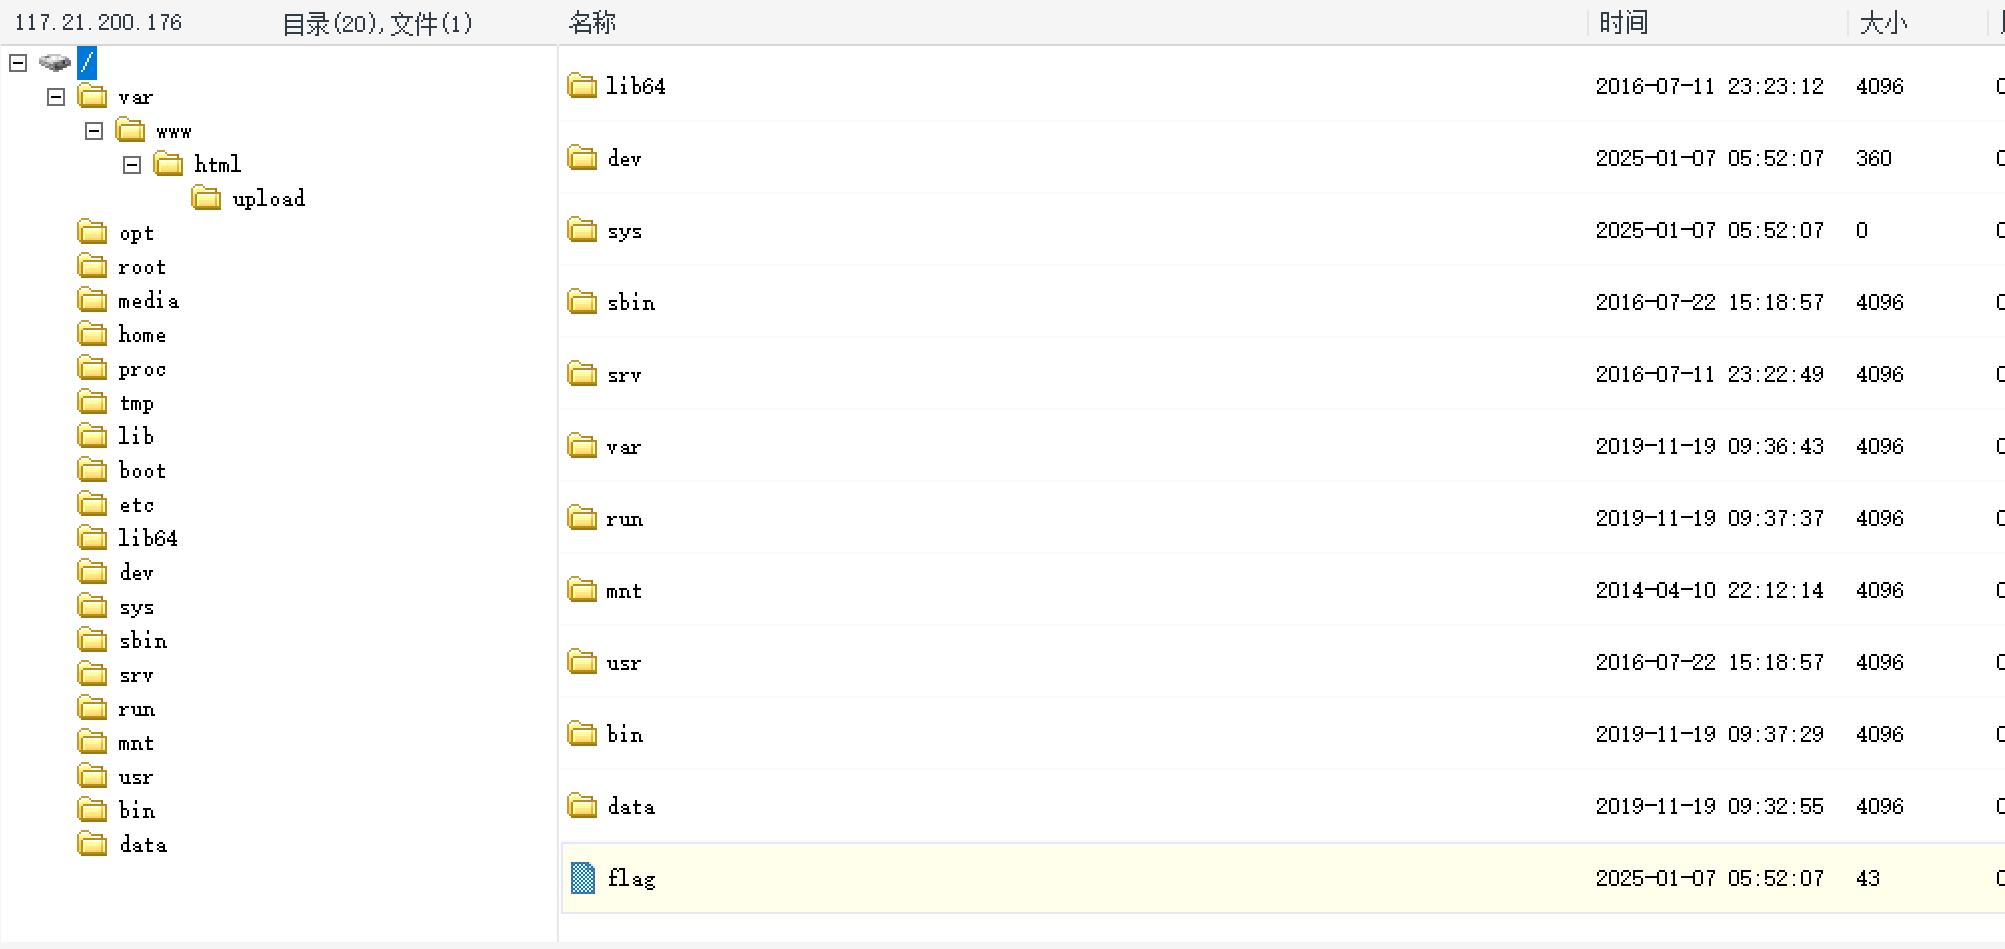 117.21.200.176 目录(20),文件(1)
/
var
www
html
upload
opt
root
media
home
proc
tmp
lib
boot
etc
lib64
dev
sys
sbin
srv
run
mnt
usr
bin
data
名称 时间 大小
lib64 2016-07-11 23:23:12 4096
dev 2025-01-07 05:52:07 360
sys 2025-01-07 05:52:07 0
sbin 2016-07-22 15:18:57 4096
srv 2016-07-11 23:22:49 4096
var 2019-11-19 09:36:43 4096
run 2019-11-19 09:37:37 4096
mnt 2014-04-10 22:12:14 4096
usr 2016-07-22 15:18:57 4096
bin 2019-11-19 09:37:29 4096
data 2019-11-19 09:32:55 4096
flag 2025-01-07 05:52:07 43